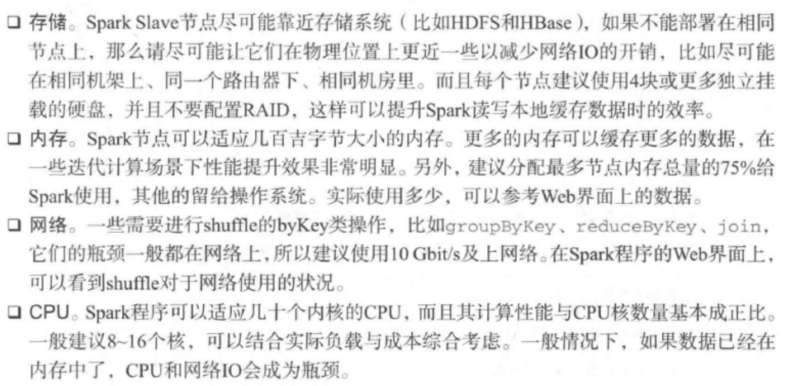 □ 存储。Spark Slave节点尽可能靠近存储系统（比如HDFS和HBase），如果不能部署在相同
节点上，那么请尽可能让它们在物理位置上更近一些以减少网络IO的开销，比如尽可能
在相同机架上、同一个路由器下、相同机房里。而且每个节点建议使用4块或更多独立挂
载的硬盘，并且不要配置RAID，这样可以提升Spark读写本地缓存数据时的效率。
□ 内存。Spark节点可以适应几百吉字节大小的内存。更多的内存可以缓存更多的数据，在
一些迭代计算场景下性能提升效果非常明显。另外，建议分配最多节点内存总量的75%给
Spark使用，其他的留给操作系统。实际使用多少，可以参考Web界面上的数据。
□ 网络。一些需要进行shuffle的byKey类操作，比如groupByKey、reduceByKey、join，
它们的瓶颈一般都在网络上，所以建议使用10 Gbit/s及上网络。在Spark程序的Web界面上，
可以看到shuffle对于网络使用的状况。
□ CPU。Spark程序可以适应几十个内核的CPU，而且其计算性能与CPU核数量基本成正比。
一般建议8~16个核，可以结合实际负载与成本综合考虑。一般情况下，如果数据已经在
内存中了，CPU和网络IO会成为瓶颈。